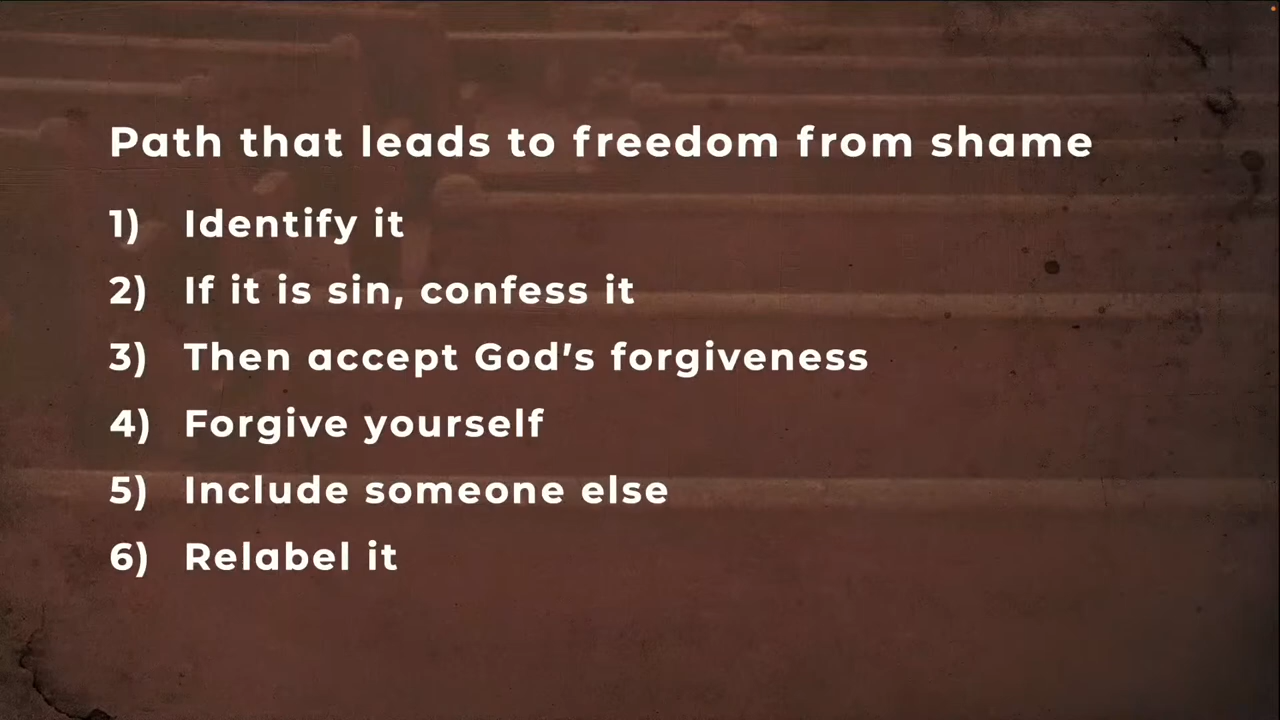 Path that leads to freedom from shame
1) Identify it
2) If it is sin, confess it
3) Then accept God's forgiveness
4) Forgive yourself
5) Include someone else
6) Relabel it